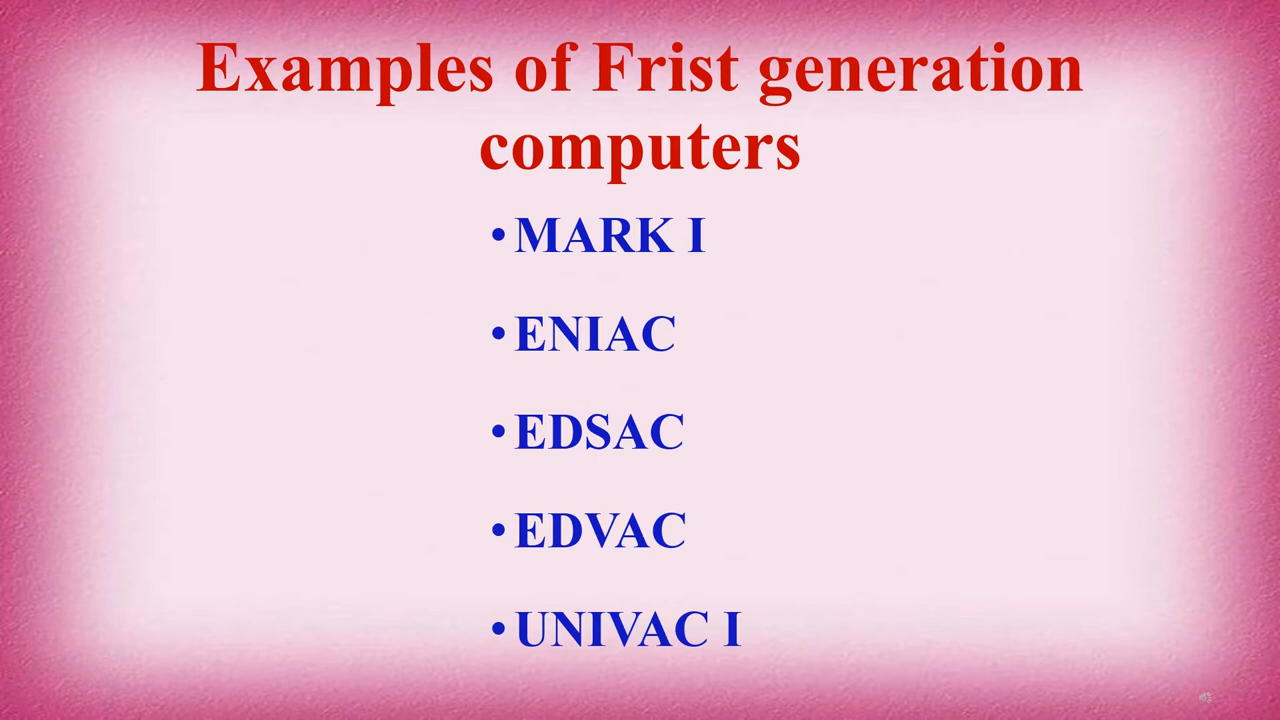 Examples of Frist generation
computers
• MARK I
• ENIAC
• EDSAC
• EDVAC
• UNIVAC I